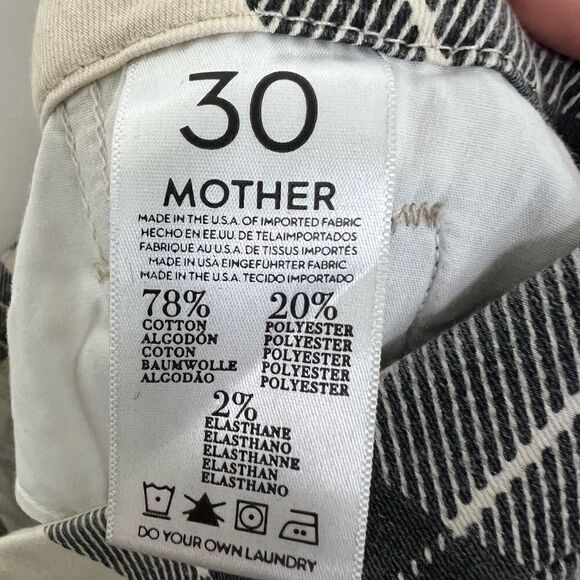 30
MOTHER
MADE IN THE U.S.A. OF IMPORTED FABRIC
HECHO EN EE.UU. DE TELAIMPORTADOS
FABRIQUE AU U.S.A. DE TISSUS IMPORTÉS
MADE IN USA EINGEFÜHRTER FABRIC
MADE IN THE U.S.A. TECIDO IMPORTADO
78%
COTTON
ALGODÓN
COTON
BAUMWOLLE
ALGODÃO
20%
POLYESTER
POLYESTER
POLYESTER
POLYESTER
POLYESTER
2%
ELASTHANE
ELASTHANO
ELASTHANNE
ELASTHAN
ELASTHANO
DO YOUR OWN LAUNDRY